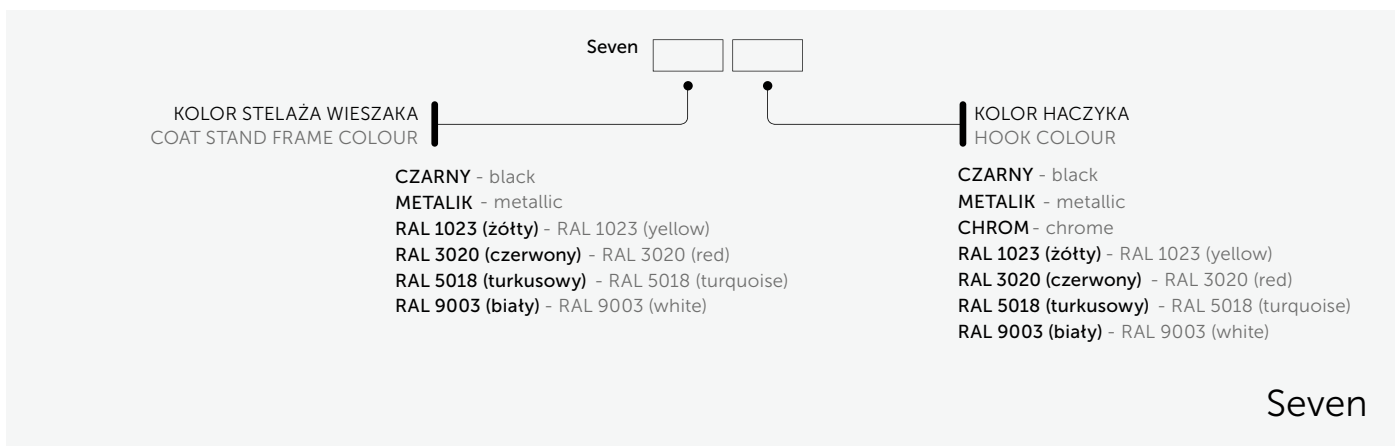 Seven
KOLOR STELAŻA WIESZAKA
COAT STAND FRAME COLOUR
CZARNY - black
METALIK - metallic
RAL 1023 (żółty) - RAL 1023 (yellow)
RAL 3020 (czerwony) - RAL 3020 (red)
RAL 5018 (turkusowy) - RAL 5018 (turquoise)
RAL 9003 (biały) - RAL 9003 (white)
KOLOR HACZYKA
HOOK COLOUR
CZARNY - black
METALIK - metallic
CHROM - chrome
RAL 1023 (żółty) - RAL 1023 (yellow)
RAL 3020 (czerwony) - RAL 3020 (red)
RAL 5018 (turkusowy) - RAL 5018 (turquoise)
RAL 9003 (biały) - RAL 9003 (white)
Seven